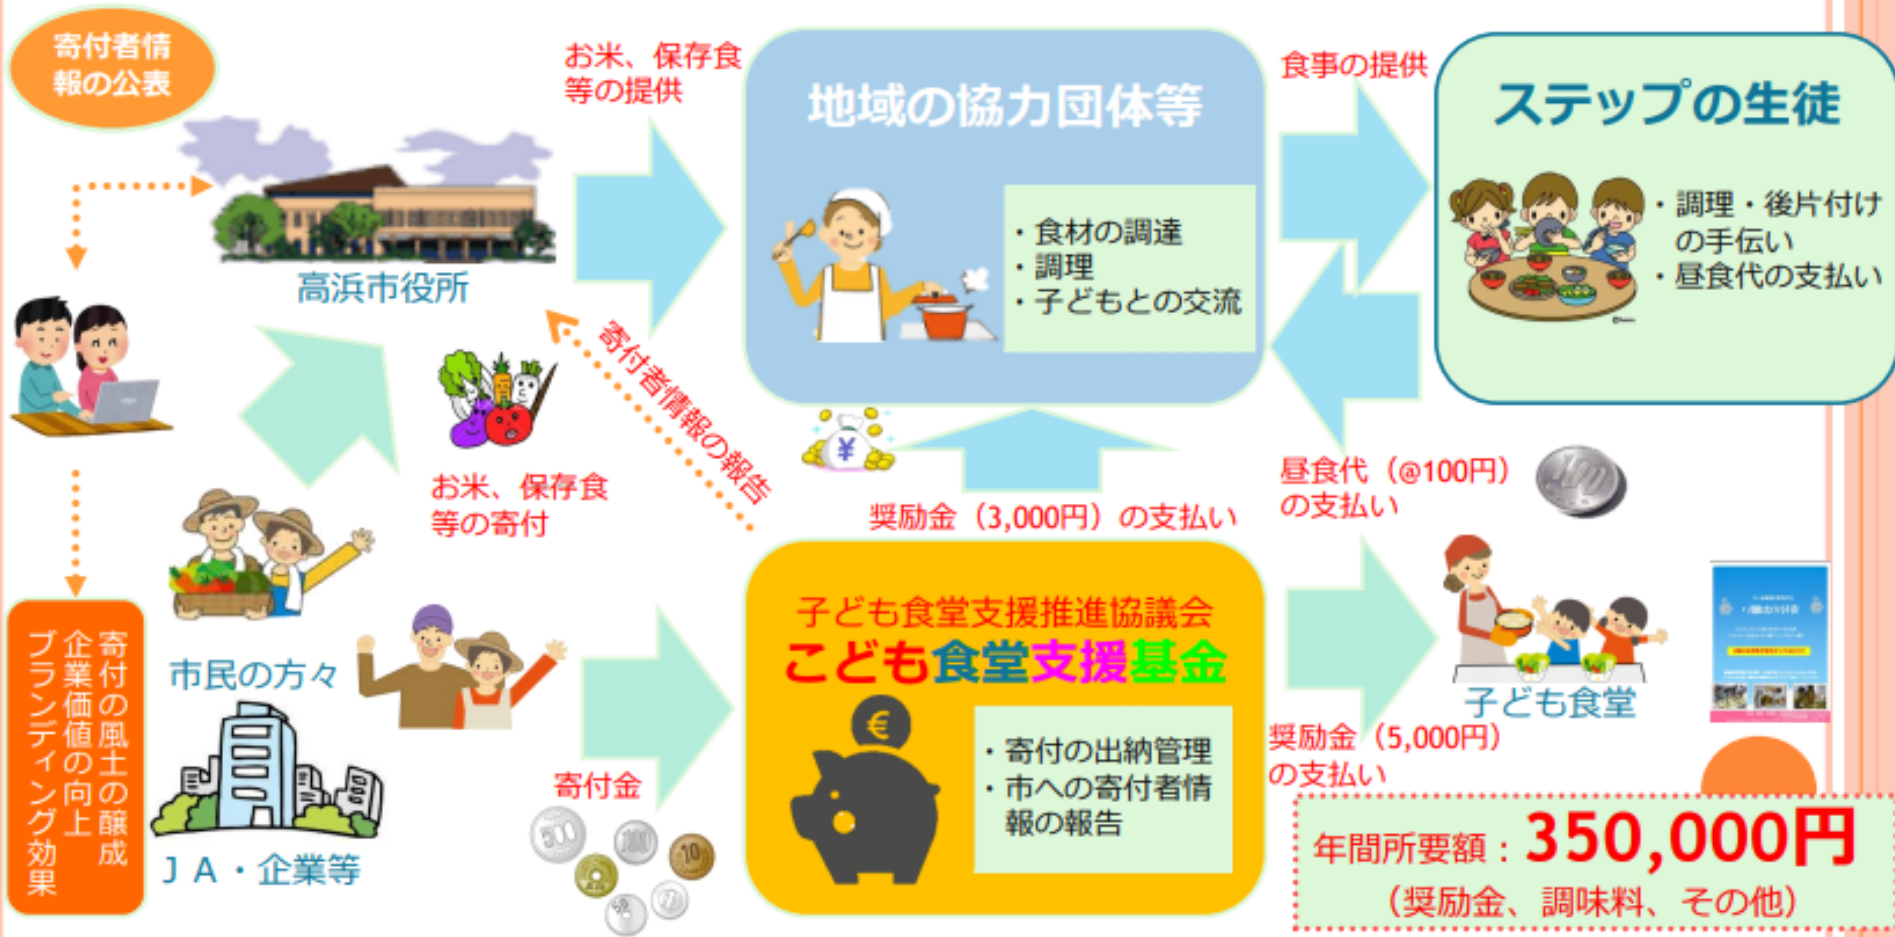 寄付者情
報の公表
お米、保存食
等の提供
地域の協力団体等
・食材の調達
・調理
・子どもとの交流
食事の提供
ステップの生徒
・調理・後片付け
の手伝い
・昼食代の支払い
高浜市役所
寄付者情報の報告
お米、保存食
等の寄付
¥
奨励金（3,000円）の支払い
昼食代（@100円）
の支払い
100
寄付の風土の醸成
企業価値の向上
ブランディング効果
市民の方々
ＪＡ・企業等
寄付金
500
100
10
50
子ども食堂支援推進協議会
こども食堂支援基金
€
・寄付の出納管理
・市への寄付者情
報の報告
子ども食堂
奨励金（5,000円）
の支払い
年間所要額：350,000円
（奨励金、調味料、その他）